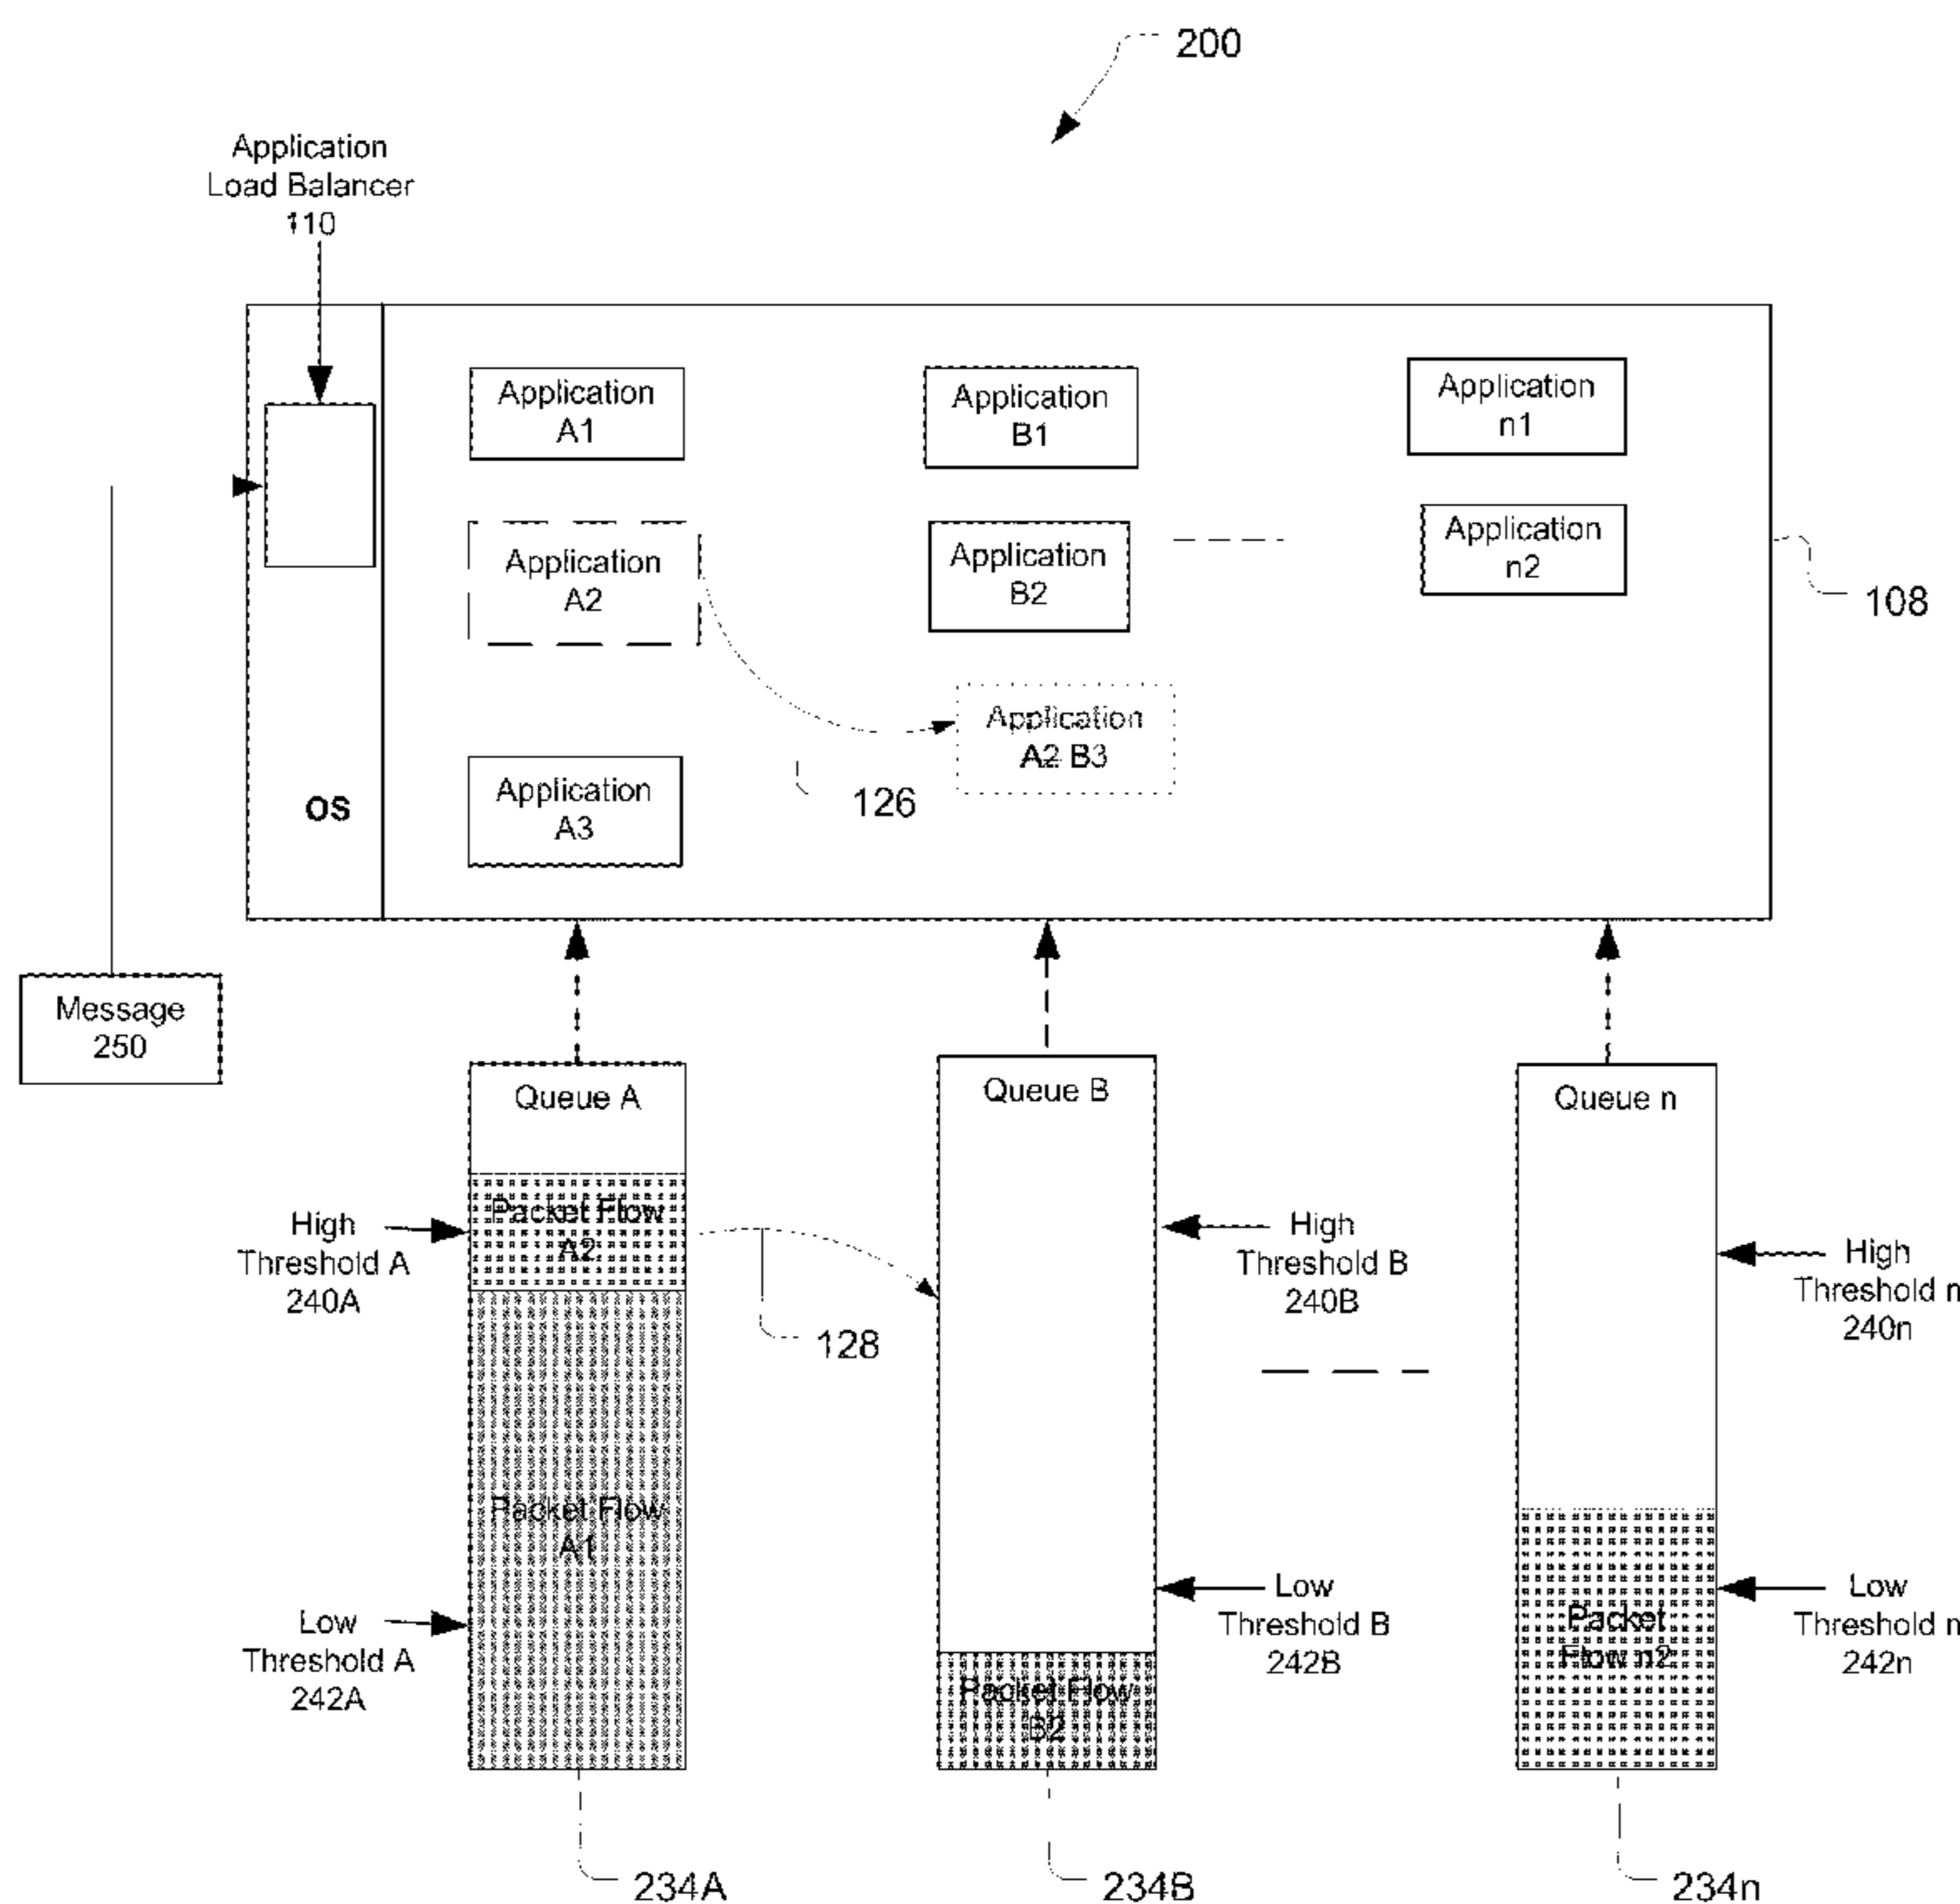 200
Application
Load Balancer
110
Application
A1
Application
B1
Application
n1
Application
A2
Application
B2
Application
n2
108
Application
A2 B3
126
Application
A3
OS
Message
250
Queue A
Queue B
Queue n
Packet Flow
A2
High
Threshold A
240A
High
Threshold B
240B
High
Threshold n
240n
128
Packet Flow
A1
Low
Threshold A
242A
Low
Threshold B
242B
Low
Threshold n
242n
Packet
Flow n2
Packet Flow
B2
234A
234B
234n